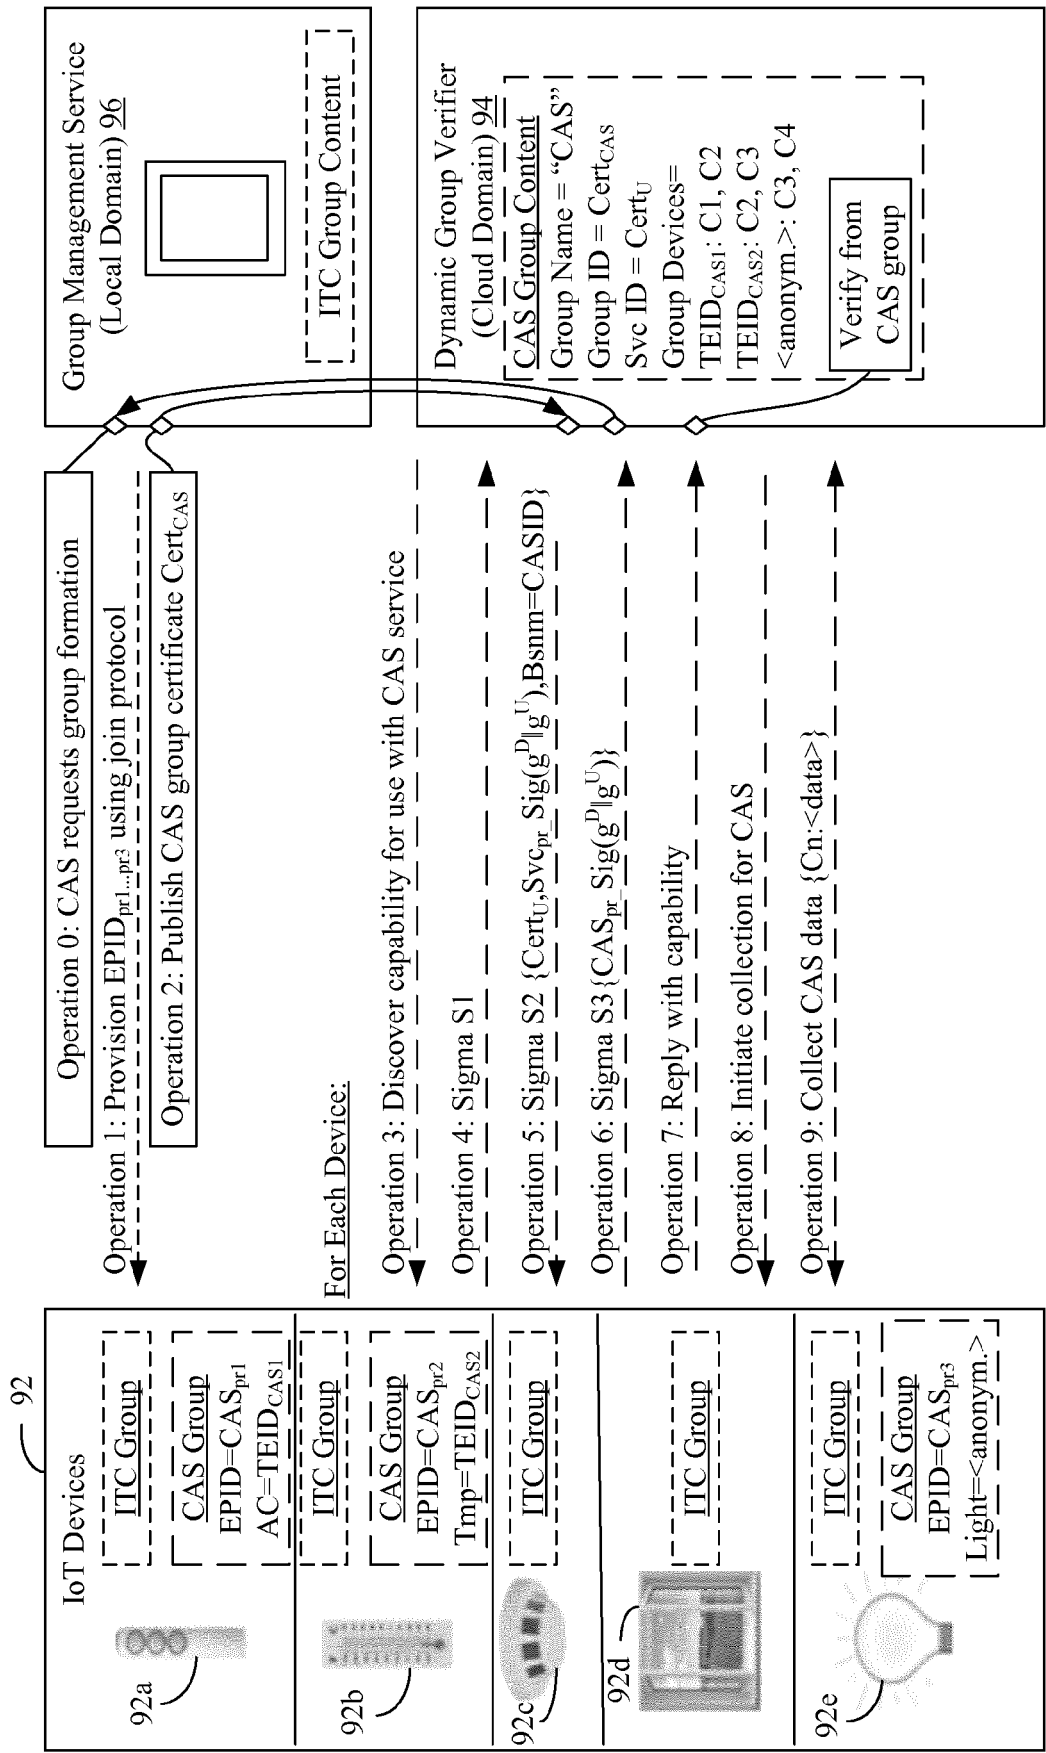 92
IoT Devices
92a
ITC Group
CAS Group
EPID=CASpr1
AC=TEIDCAS1
92b
ITC Group
CAS Group
EPID=CASpr2
Tmp=TEIDCAS2
92c
ITC Group
92d
ITC Group
92e
ITC Group
CAS Group
EPID=CASpr3
Light=<anonym.>
Operation 0: CAS requests group formation
Operation 1: Provision EPIDpr1...pr3 using join protocol
Operation 2: Publish CAS group certificate CertCAS
For Each Device:
Operation 3: Discover capability for use with CAS service
Operation 4: Sigma S1
Operation 5: Sigma S2 {CertU,Svcpr_Sig(g^D||g^U),Bsnm=CASID}
Operation 6: Sigma S3{CASpr_Sig(g^D||g^U)}
Operation 7: Reply with capability
Operation 8: Initiate collection for CAS
Operation 9: Collect CAS data {Cn:<data>}
Group Management Service
(Local Domain) 96
ITC Group Content
Dynamic Group Verifier
(Cloud Domain) 94
CAS Group Content
Group Name = “CAS”
Group ID = CertCAS
Svc ID = CertU
Group Devices=
TEIDCAS1: C1, C2
TEIDCAS2: C2, C3
<anonym.>: C3, C4
Verify from
CAS group